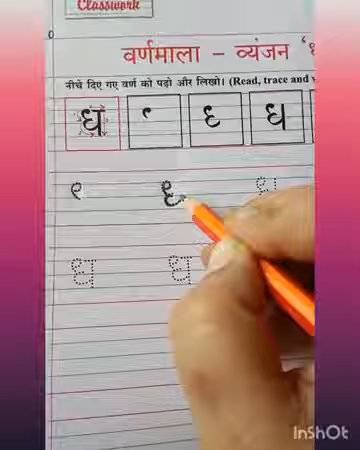 Classwork
वर्णमाला – व्यंजन '
नीचे दिए गए वर्ण को पढ़ो और लिखो। (Read, trace and
ध ध
ध
ध ध
InShOt